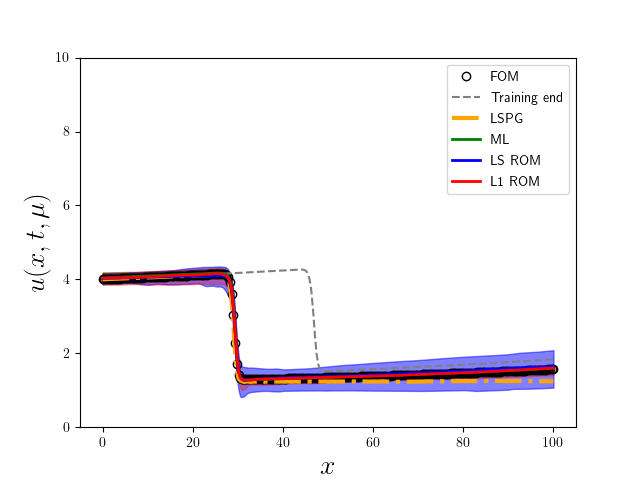 10
8
6
4
2
0
u(x, t, μ)
0 20 40 60 80 100
x
FOM
Training end
LSPG
ML
LS ROM
L1 ROM